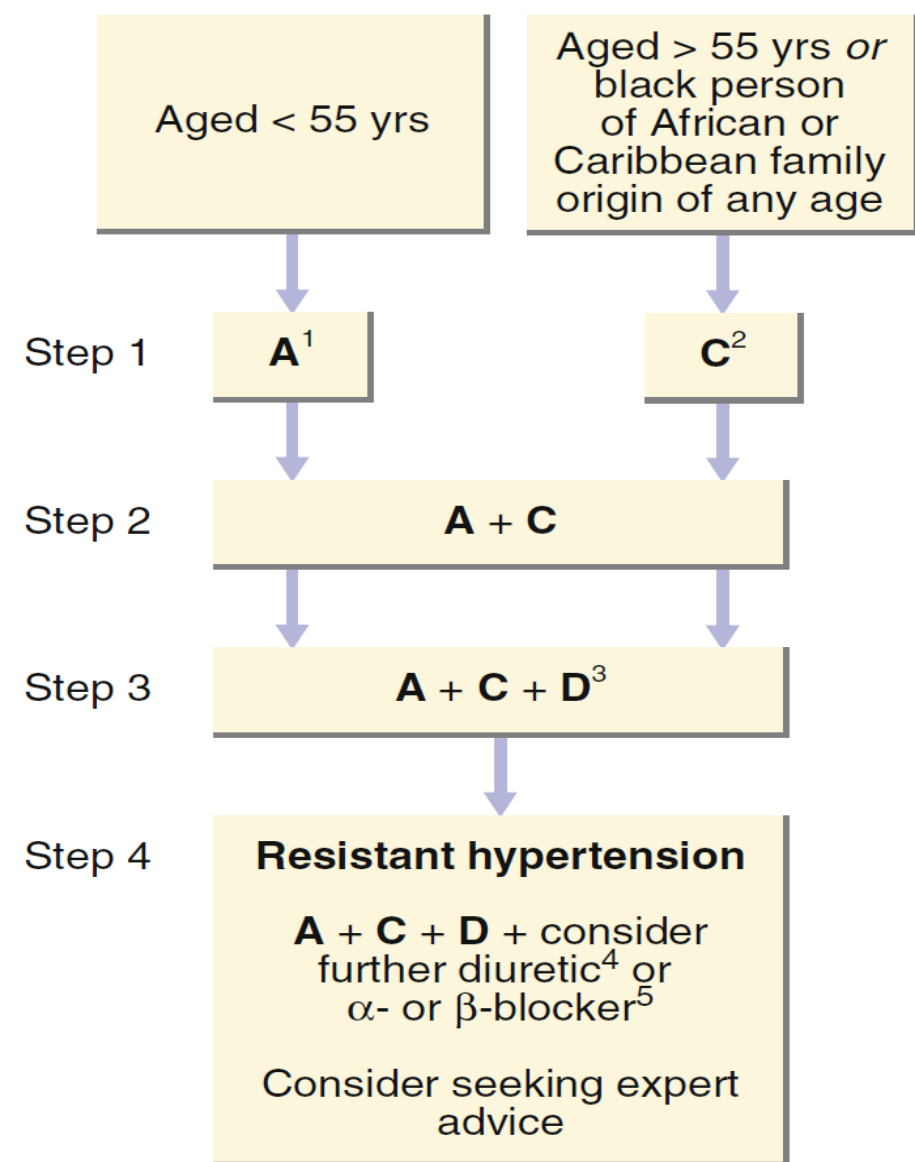 Aged < 55 yrs
Aged > 55 yrs or
black person
of African or
Caribbean family
origin of any age
Step 1
A¹
C²
Step 2
A + C
Step 3
A + C + D³
Step 4
Resistant hypertension
A + C + D + consider
further diuretic⁴ or
α- or β-blocker⁵
Consider seeking expert
advice